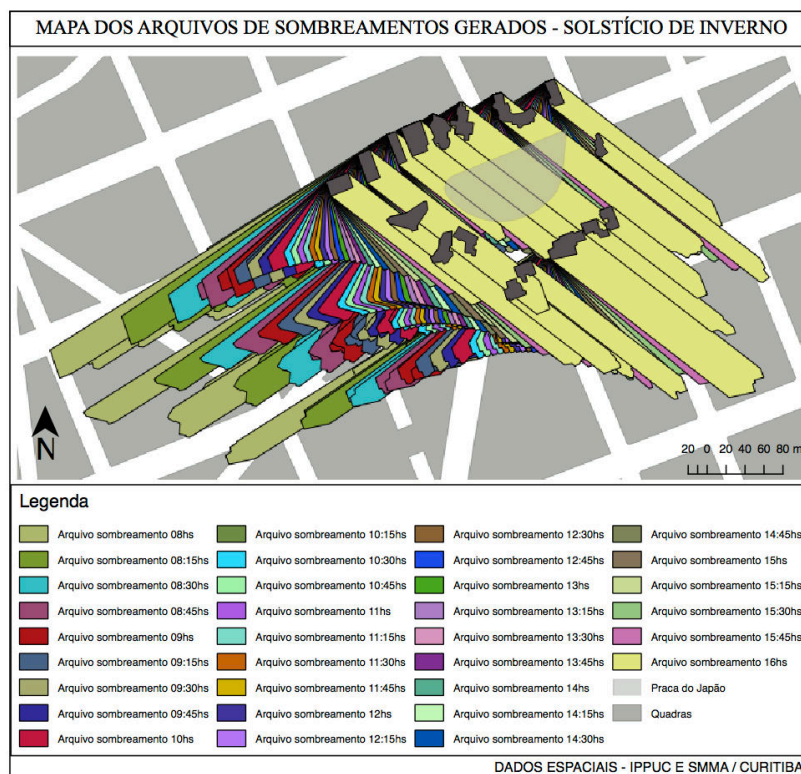 MAPA DOS ARQUIVOS DE SOMBREAMENTOS GERADOS - SOLSTÍCIO DE INVERNO
N
20 0 20 40 60 80 m
Legenda
Arquivo sombreamento 08hs
Arquivo sombreamento 08:15hs
Arquivo sombreamento 08:30hs
Arquivo sombreamento 08:45hs
Arquivo sombreamento 09hs
Arquivo sombreamento 09:15hs
Arquivo sombreamento 09:30hs
Arquivo sombreamento 09:45hs
Arquivo sombreamento 10hs
Arquivo sombreamento 10:15hs
Arquivo sombreamento 10:30hs
Arquivo sombreamento 10:45hs
Arquivo sombreamento 11hs
Arquivo sombreamento 11:15hs
Arquivo sombreamento 11:30hs
Arquivo sombreamento 11:45hs
Arquivo sombreamento 12hs
Arquivo sombreamento 12:15hs
Arquivo sombreamento 12:30hs
Arquivo sombreamento 12:45hs
Arquivo sombreamento 13hs
Arquivo sombreamento 13:15hs
Arquivo sombreamento 13:30hs
Arquivo sombreamento 13:45hs
Arquivo sombreamento 14hs
Arquivo sombreamento 14:15hs
Arquivo sombreamento 14:30hs
Arquivo sombreamento 14:45hs
Arquivo sombreamento 15hs
Arquivo sombreamento 15:15hs
Arquivo sombreamento 15:30hs
Arquivo sombreamento 15:45hs
Arquivo sombreamento 16hs
Praca do Japão
Quadras
DADOS ESPACIAIS - IPPUC E SMMA / CURITIBA